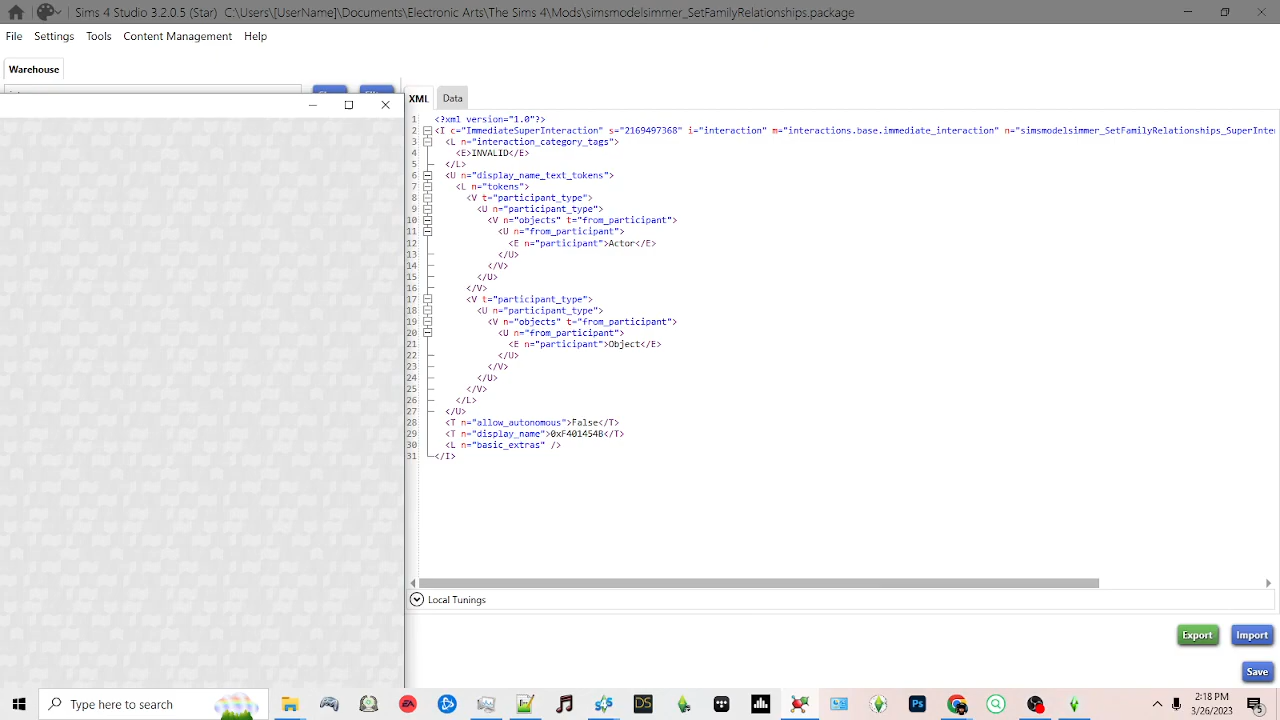 Sims 4 Studio 3.2.0.5 (Star) C:\Users\[UserName]\Documents\Electronic Arts\The Sims 4\Mods\simsmodelsimmer_SetFamilyRelationships.package
File Settings Tools Content Management Help
Warehouse
XML Data
1 <?xml version="1.0"?>
2 <I c="ImmediateSuperInteraction" s="2169497368" i="interaction" m="interactions.base.immediate_interaction" n="simsmodelsimmer_SetFamilyRelationships_SuperInter
3 <L n="interaction_category_tags">
4 <E>INVALID</E>
5 </L>
6 <U n="display_name_text_tokens">
7 <L n="tokens">
8 <V t="participant_type">
9 <U n="participant_type">
10 <V n="objects" t="from_participant">
11 <U n="from_participant">
12 <E n="participant">Actor</E>
13 </U>
14 </V>
15 </U>
16 </V>
17 <V t="participant_type">
18 <U n="participant_type">
19 <V n="objects" t="from_participant">
20 <U n="from_participant">
21 <E n="participant">Object</E>
22 </U>
23 </V>
24 </U>
25 </V>
26 </L>
27 </U>
28 <T n="allow_autonomous">False</T>
29 <T n="display_name">0xF401454B</T>
30 <L n="basic_extras" />
31 </I>
Local Tunings
Export Import
Save
Type here to search
EA
DS
Ps
2:18 PM
3/26/2023
5